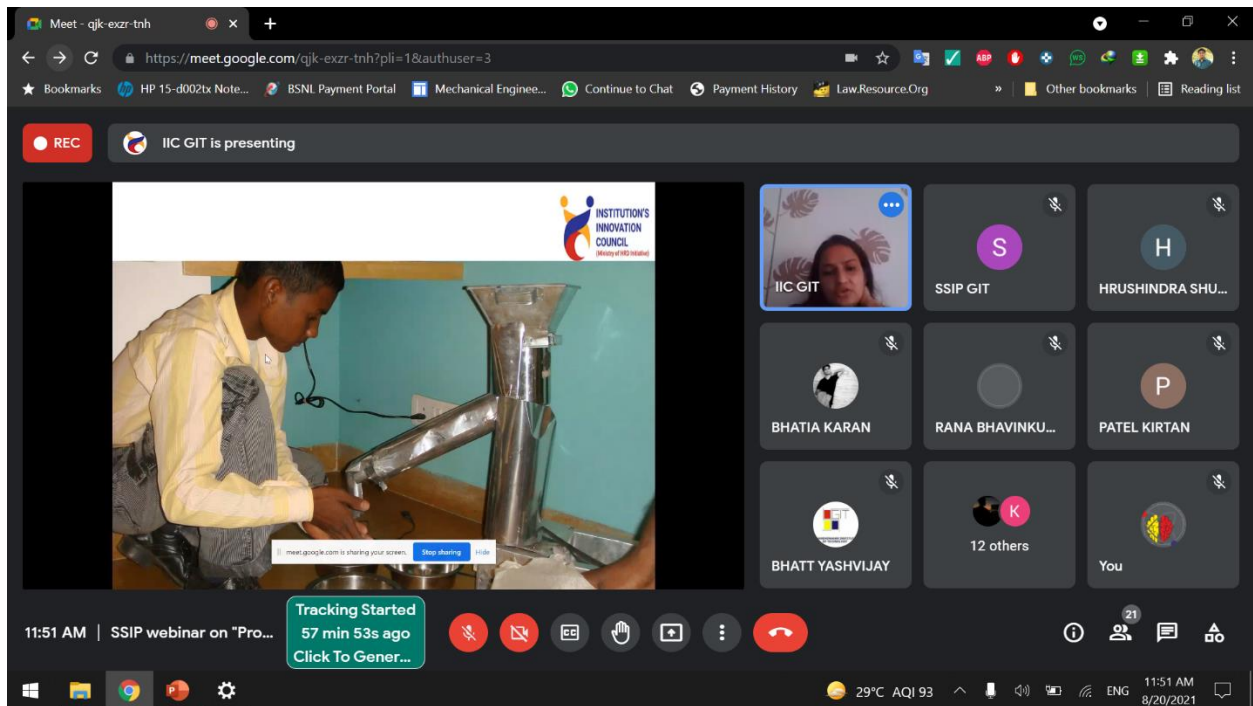 Meet - qjk-exzr-tnh
https://meet.google.com/qjk-exzr-tnh?pli=1&authuser=3
ABP
WS
Bookmarks
HP 15-d002tx Note...
BSNL Payment Portal
Mechanical Enginee...
Continue to Chat
Payment History
Law.Resource.Org
»
Other bookmarks
Reading list
REC
IIC GIT is presenting
INSTITUTION'S
INNOVATION
COUNCIL
(Ministry of HRD Initiative)
meet.google.com is sharing your screen.
Stop sharing
Hide
IIC GIT
S
SSIP GIT
H
HRUSHINDRA SHU...
BHATIA KARAN
RANA BHAVINKU...
P
PATEL KIRTAN
GIT
BHATT YASHVIJAY
K
12 others
You
11:51 AM | SSIP webinar on "Pro...
Tracking Started
57 min 53s ago
Click To Gener...
CC
21
29°C AQI 93
ENG
11:51 AM
8/20/2021